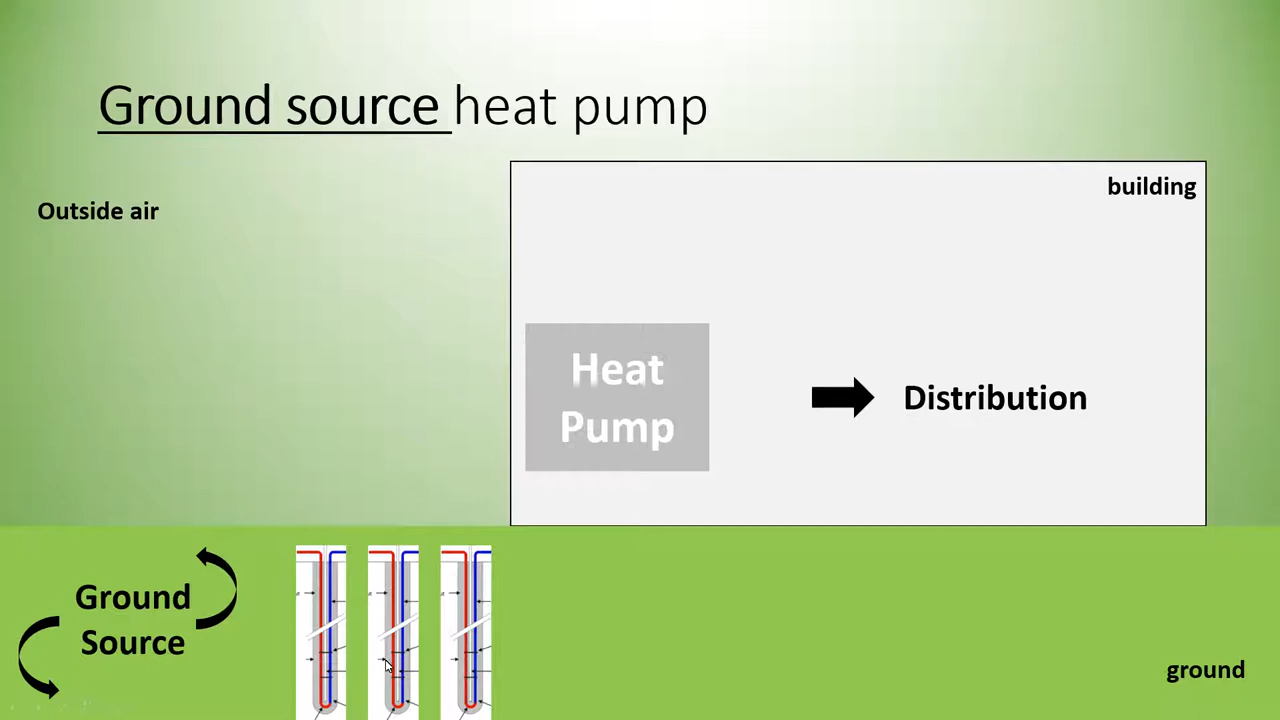 Ground source heat pump
building
Outside air
Heat
Pump
Distribution
Ground
Source
ground